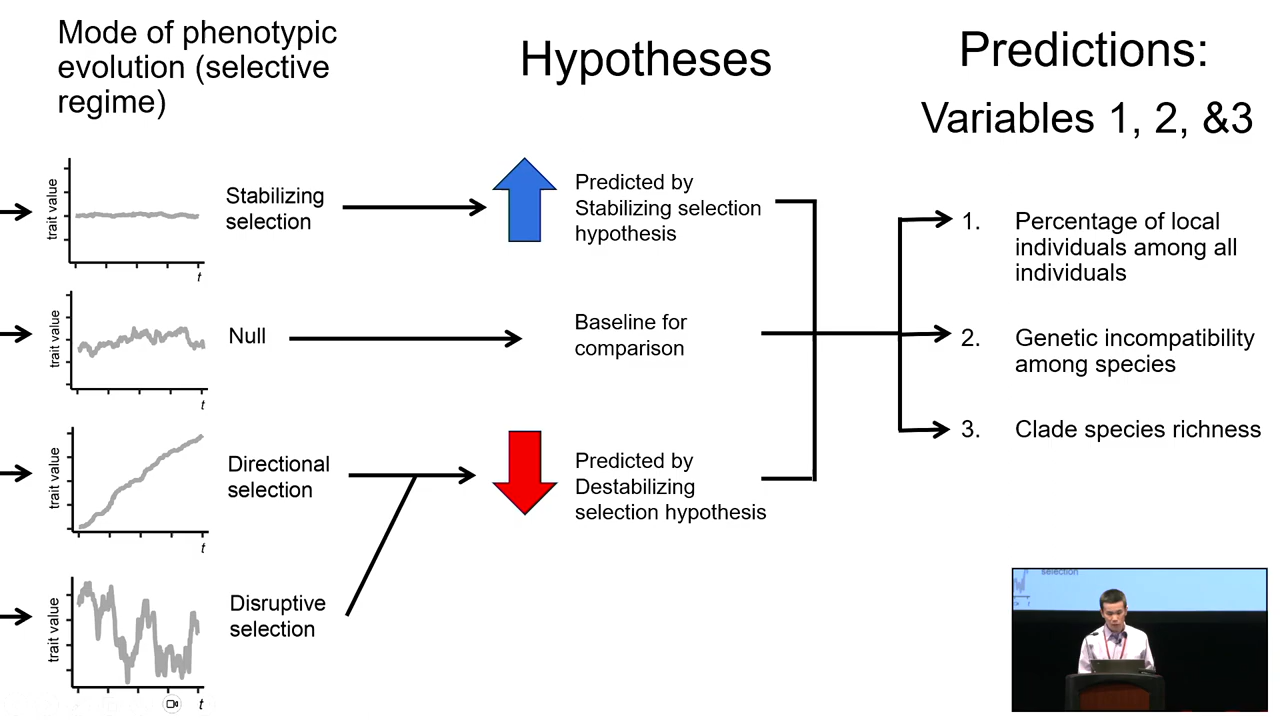 Mode of phenotypic
evolution (selective
regime)
Hypotheses
Predictions:
Variables 1, 2, &3
trait value
t
Stabilizing
selection
Predicted by
Stabilizing selection
hypothesis
trait value
t
Null
Baseline for
comparison
trait value
t
Directional
selection
Predicted by
Destabilizing
selection hypothesis
trait value
t
Disruptive
selection
1. Percentage of local
individuals among all
individuals
2. Genetic incompatibility
among species
3. Clade species richness
selection
t